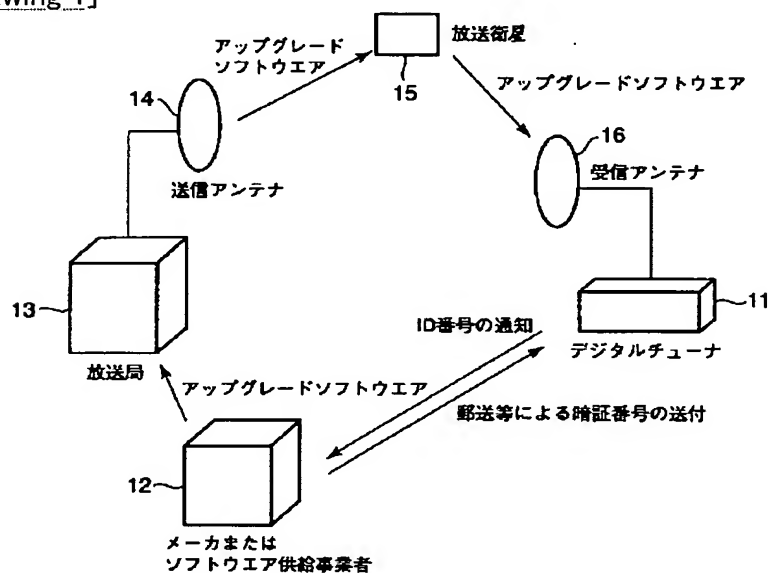 wing 1]
アップグレード
ソフトウエア
放送衛星
15
アップグレードソフトウエア
14
16
送信アンテナ
受信アンテナ
13
11
ID番号の通知
デジタルチューナ
放送局
アップグレードソフトウエア
郵送等による暗証番号の送付
12
メーカまたは
ソフトウエア供給事業者